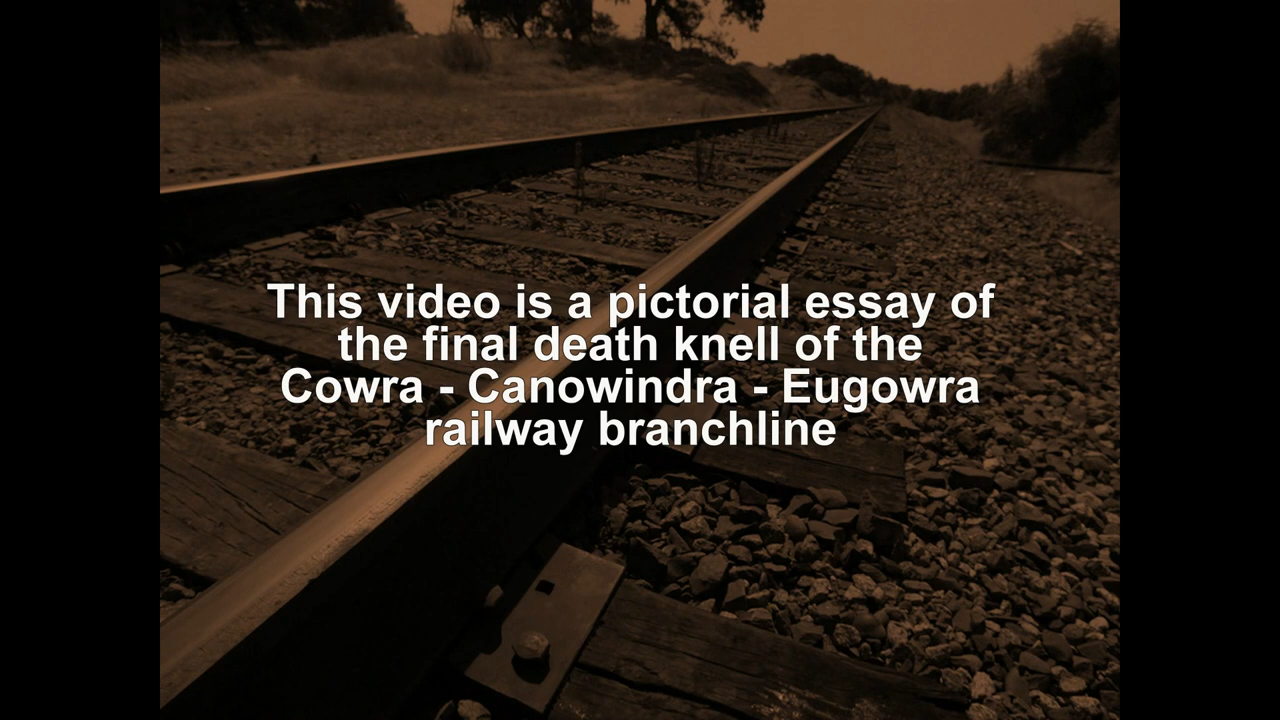 This video is a pictorial essay of
the final death knell of the
Cowra - Canowindra - Eugowra
railway branchline